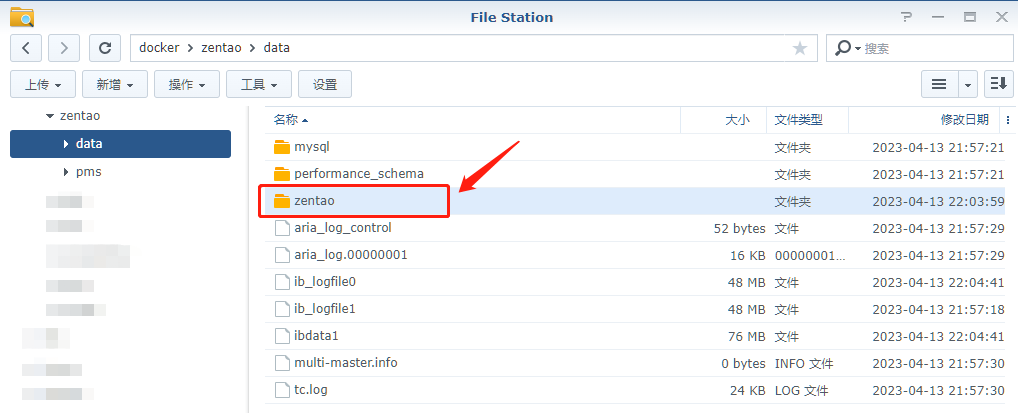 File Station
docker > zentao > data
搜索
上传 新增 操作 工具 设置
zentao
data
pms
名称 大小 文件类型 修改日期
mysql 文件夹 2023-04-13 21:57:21
performance_schema 文件夹 2023-04-13 21:57:21
zentao 文件夹 2023-04-13 22:03:59
aria_log_control 52 bytes 文件 2023-04-13 21:57:29
aria_log.00000001 16 KB 00000001... 2023-04-13 21:57:29
ib_logfile0 48 MB 文件 2023-04-13 22:04:41
ib_logfile1 48 MB 文件 2023-04-13 21:57:18
ibdata1 76 MB 文件 2023-04-13 22:04:41
multi-master.info 0 bytes INFO 文件 2023-04-13 21:57:30
tc.log 24 KB LOG 文件 2023-04-13 21:57:30